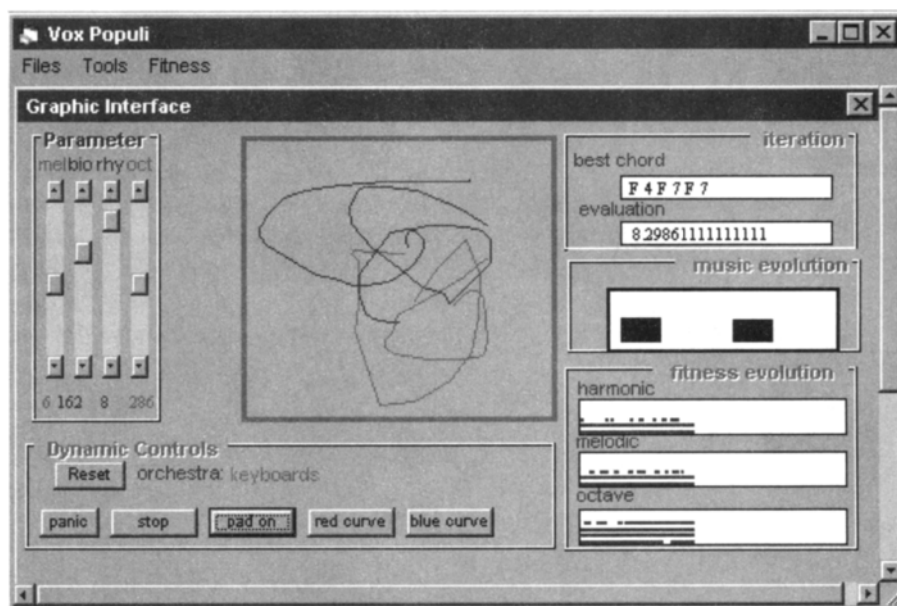 Vox Populi
Files Tools Fitness
Graphic Interface
Parameter
mel bio rhy oct
6 162 8 286
iteration
best chord
F 4 F 7 F 7
evaluation
8.29861111111111
music evolution
fitness evolution
harmonic
melodic
octave
Dynamic Controls
Reset orchestra: keyboards
panic stop pad on red curve blue curve